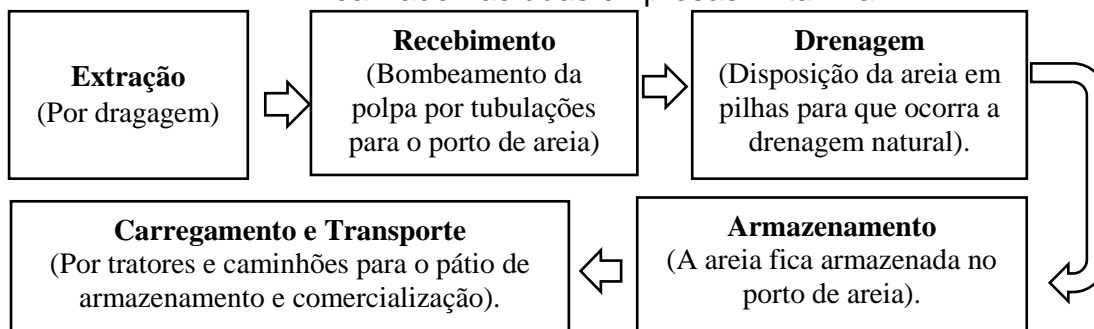 Extração
(Por dragagem)
Recebimento
(Bombeamento da
polpa por tubulações
para o porto de areia)
Drenagem
(Disposição da areia em
pilhas para que ocorra a
drenagem natural).
Armazenamento
(A areia fica armazenada no
porto de areia).
Carregamento e Transporte
(Por tratores e caminhões para o pátio de
armazenamento e comercialização).